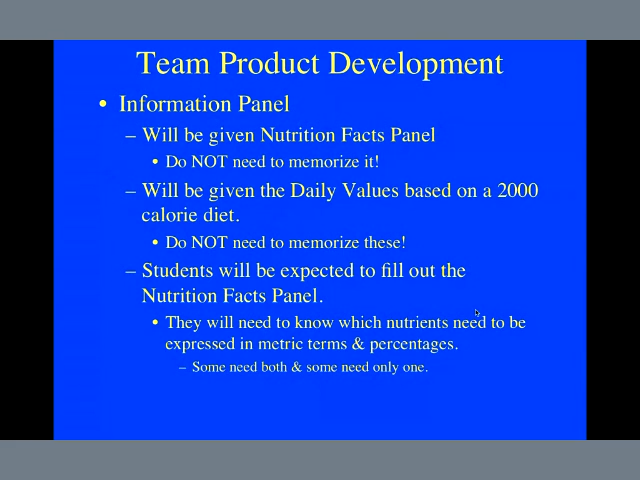 Team Product Development
• Information Panel
– Will be given Nutrition Facts Panel
• Do NOT need to memorize it!
– Will be given the Daily Values based on a 2000
calorie diet.
• Do NOT need to memorize these!
– Students will be expected to fill out the
Nutrition Facts Panel.
• They will need to know which nutrients need to be
expressed in metric terms & percentages.
– Some need both & some need only one.